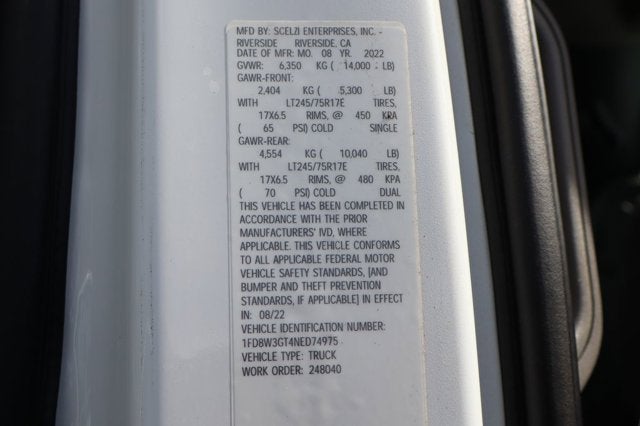 MFD BY: SCELZI ENTERPRISES, INC. -
RIVERSIDE RIVERSIDE, CA
DATE OF MFR: MO. 08 YR. 2022
GVWR: 6,350 KG ( 14,000 LB)
GAWR-FRONT:
2,404 KG ( 5,300 LB)
WITH LT245/75R17E TIRES,
17X6.5 RIMS, @ 450 KPA
( 65 PSI) COLD SINGLE
GAWR-REAR:
4,554 KG ( 10,040 LB)
WITH LT245/75R17E TIRES,
17X6.5 RIMS, @ 480 KPA
( 70 PSI) COLD DUAL
THIS VEHICLE HAS BEEN COMPLETED IN
ACCORDANCE WITH THE PRIOR
MANUFACTURERS' IVD, WHERE
APPLICABLE. THIS VEHICLE CONFORMS
TO ALL APPLICABLE FEDERAL MOTOR
VEHICLE SAFETY STANDARDS, [AND
BUMPER AND THEFT PREVENTION
STANDARDS, IF APPLICABLE] IN EFFECT
IN: 08/22
VEHICLE IDENTIFICATION NUMBER:
1FD8W3GT4NED74975
VEHICLE TYPE: TRUCK
WORK ORDER: 248040